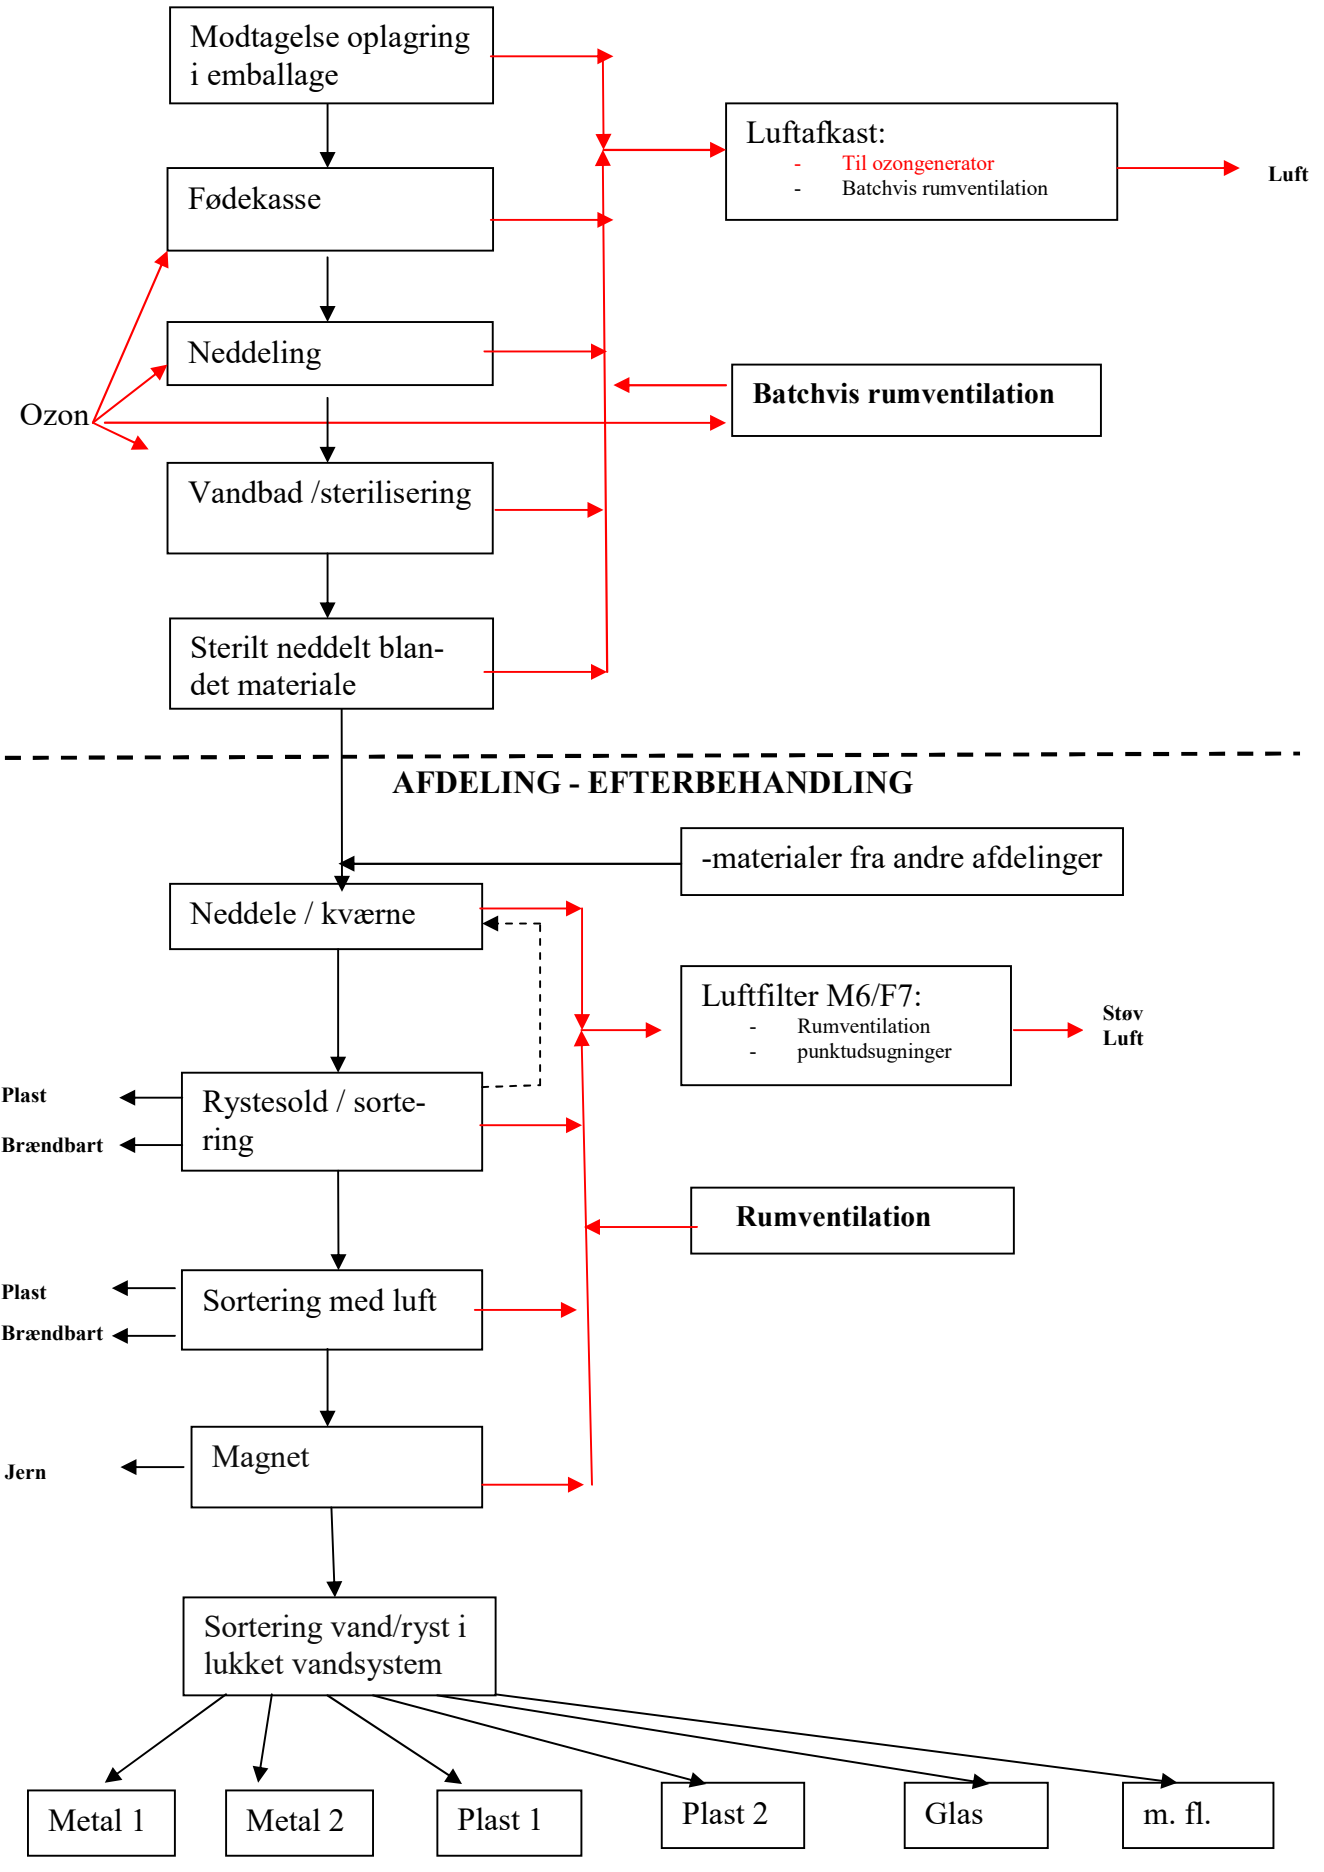 Modtagelse oplagring
i emballage
Luftafkast:
- Til ozongenerator
- Batchvis rumventilation
Luft
Fødekasse
Neddeling
Batchvis rumventilation
Ozon
Vandbad /sterilisering
Sterilt neddelt blan-
det materiale
AFDELING - EFTERBEHANDLING
-materialer fra andre afdelinger
Neddele / kværne
Luftfilter M6/F7:
- Rumventilation
- punktudsugninger
Støv
Luft
Plast
Brændbart
Rystesold / sorte-
ring
Rumventilation
Plast
Brændbart
Sortering med luft
Jern
Magnet
Sortering vand/ryst i
lukket vandsystem
Metal 1
Metal 2
Plast 1
Plast 2
Glas
m. fl.